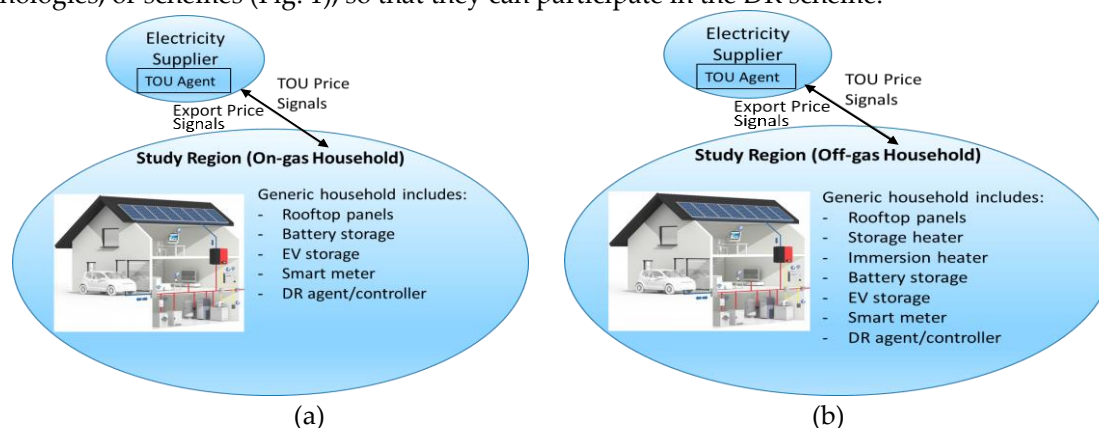 nologies, or schemes (Fig. 1), so that they can participate in the DR scheme.
Electricity
Supplier
TOU Agent
TOU Price
Signals
Export Price
Signals
Study Region (On-gas Household)
Generic household includes:
- Rooftop panels
- Battery storage
- EV storage
- Smart meter
- DR agent/controller
(a)
Electricity
Supplier
TOU Agent
TOU Price
Signals
Export Price
Signals
Study Region (Off-gas Household)
Generic household includes:
- Rooftop panels
- Storage heater
- Immersion heater
- Battery storage
- EV storage
- Smart meter
- DR agent/controller
(b)